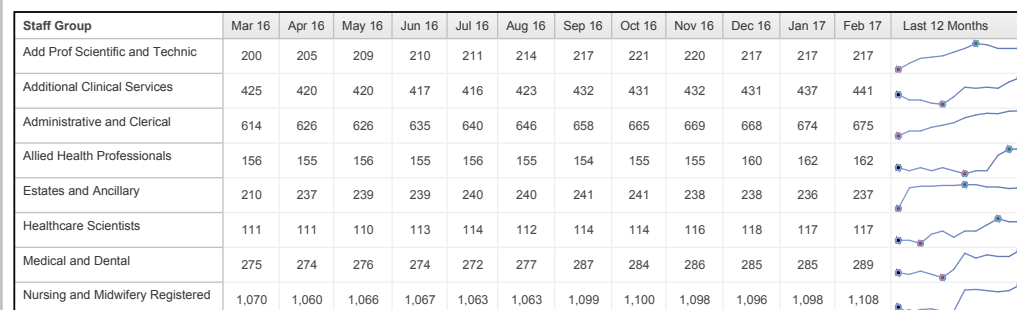 Staff Group Mar 16 Apr 16 May 16 Jun 16 Jul 16 Aug 16 Sep 16 Oct 16 Nov 16 Dec 16 Jan 17 Feb 17 Last 12 Months
Add Prof Scientific and Technic 200 205 209 210 211 214 217 221 220 217 217 217
Additional Clinical Services 425 420 420 417 416 423 432 431 432 431 437 441
Administrative and Clerical 614 626 626 635 640 646 658 665 669 668 674 675
Allied Health Professionals 156 155 156 155 156 155 154 155 155 160 162 162
Estates and Ancillary 210 237 239 239 240 240 241 241 238 238 236 237
Healthcare Scientists 111 111 110 113 114 112 114 114 116 118 117 117
Medical and Dental 275 274 276 274 272 277 287 284 286 285 285 289
Nursing and Midwifery Registered 1,070 1,060 1,066 1,067 1,063 1,063 1,099 1,100 1,098 1,096 1,098 1,108